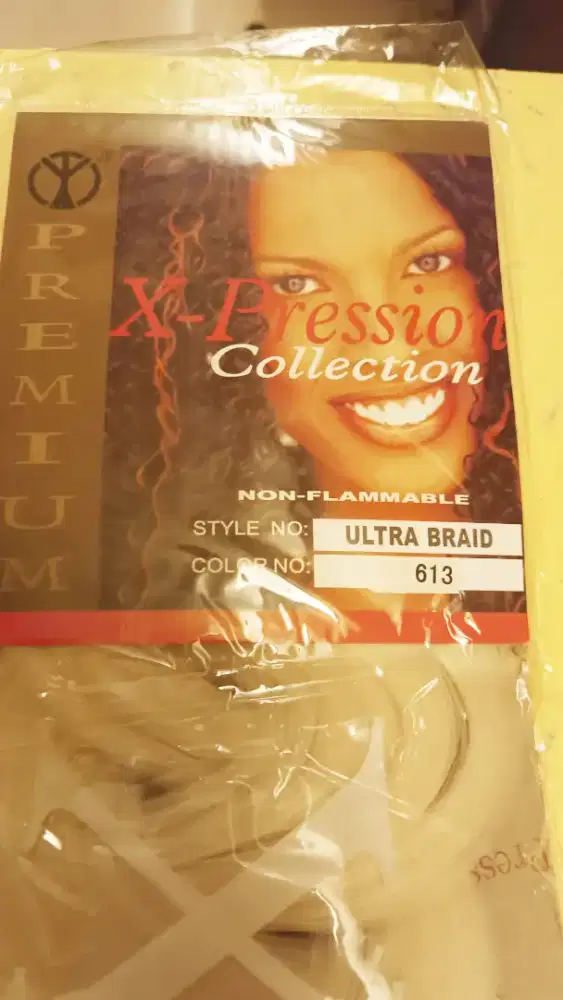 PREMIUM
X-Pression
Collection
NON-FLAMMABLE
STYLE NO: ULTRA BRAID
COLOR NO: 613